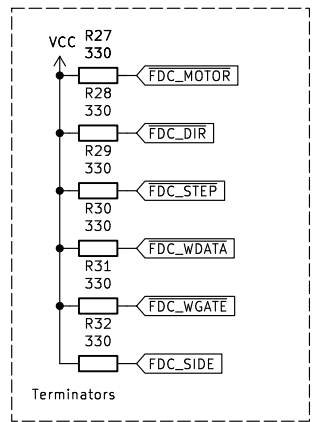 VCC
R27
330
FDC_MOTOR
R28
330
FDC_DIR
R29
330
FDC_STEP
R30
330
FDC_WDATA
R31
330
FDC_WGATE
R32
330
FDC_SIDE
Terminators